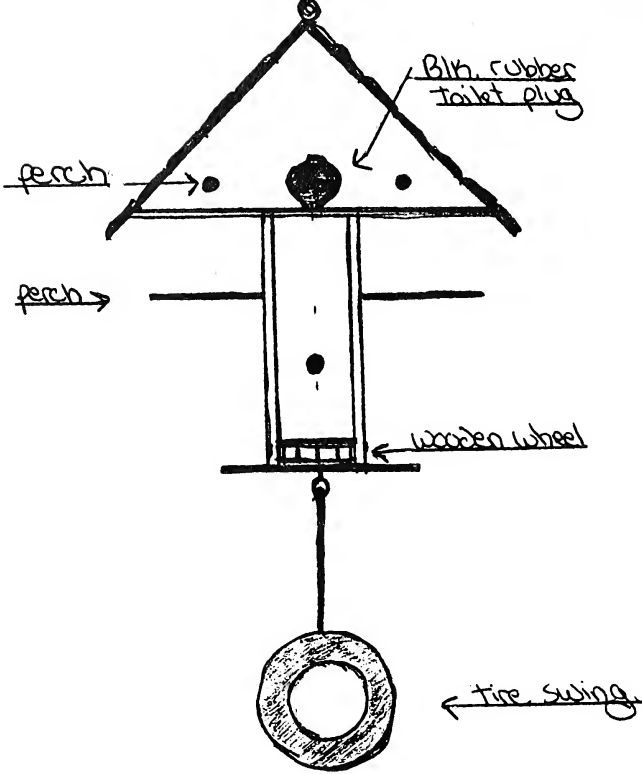 Blk. rubber
toilet plug
perch
perch
wooden wheel
tire swing.